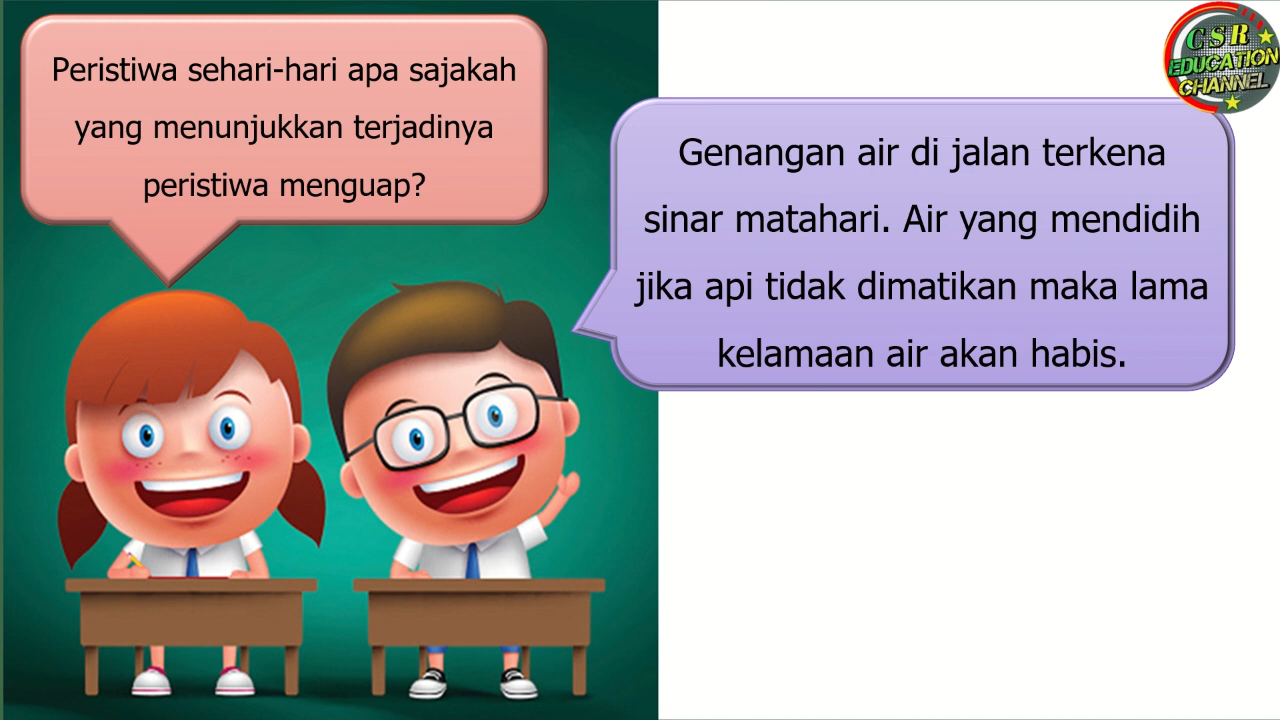 Peristiwa sehari-hari apa sajakah
yang menunjukkan terjadinya
peristiwa menguap?
CSR
EDUCATION
CHANNEL
Genangan air di jalan terkena
sinar matahari. Air yang mendidih
jika api tidak dimatikan maka lama
kelamaan air akan habis.